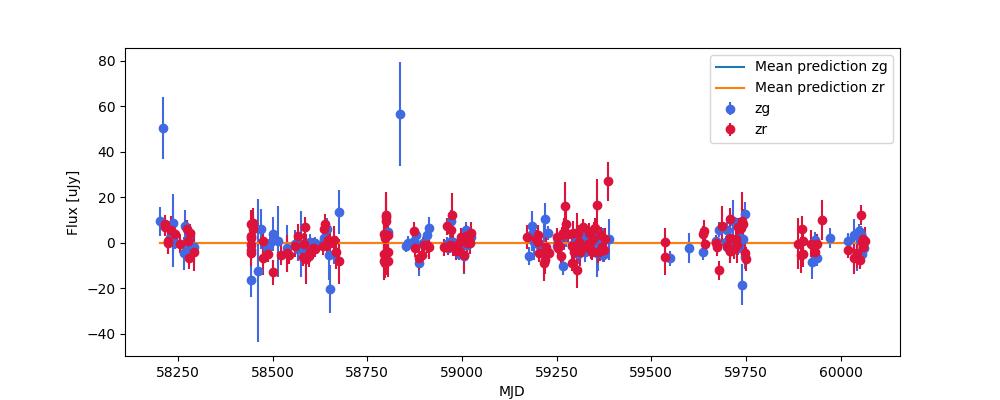 80
60
40
20
0
−20
−40
Flux [uJy]
58250
58500
58750
59000
59250
59500
59750
60000
MJD
Mean prediction zg
Mean prediction zr
zg
zr